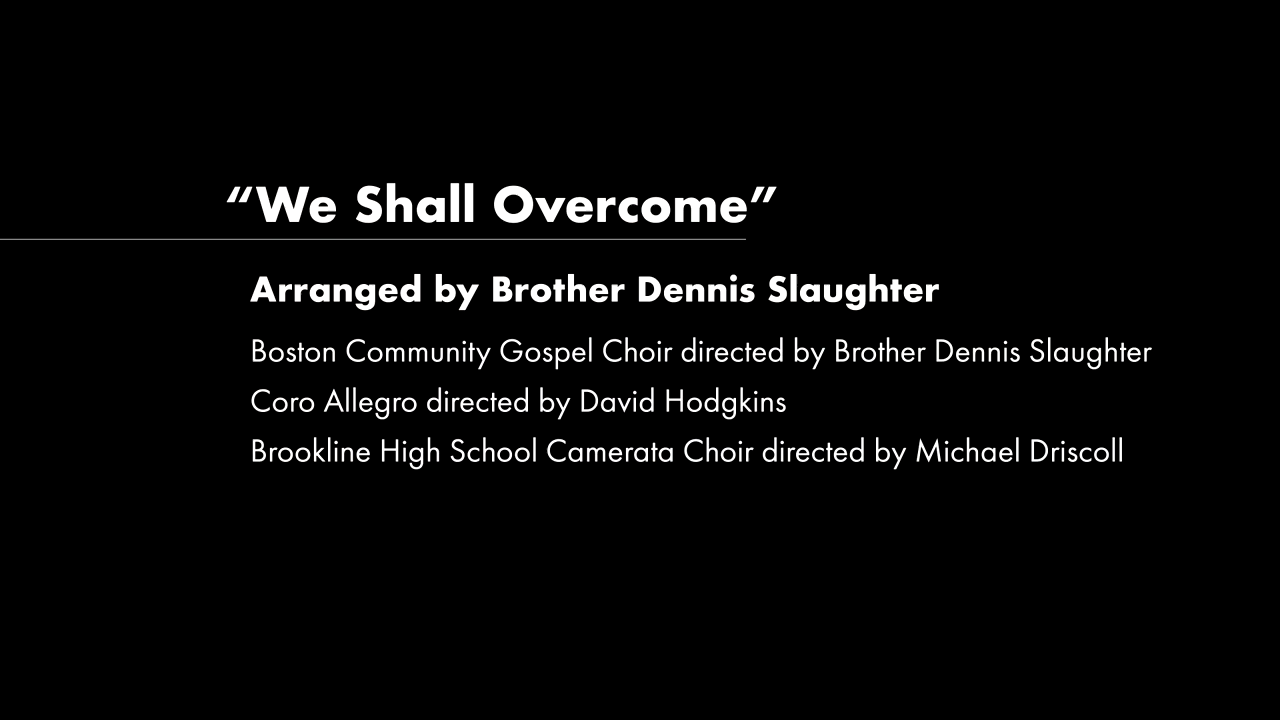 “We Shall Overcome”
Arranged by Brother Dennis Slaughter
Boston Community Gospel Choir directed by Brother Dennis Slaughter
Coro Allegro directed by David Hodgkins
Brookline High School Camerata Choir directed by Michael Driscoll